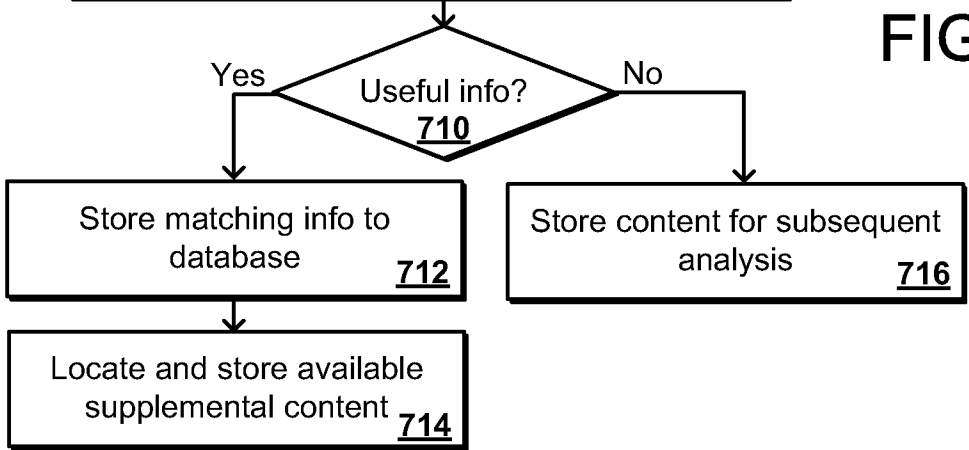 FIG
Yes
No
Useful info?
710
Store matching info to
database
712
Store content for subsequent
analysis
716
Locate and store available
supplemental content
714